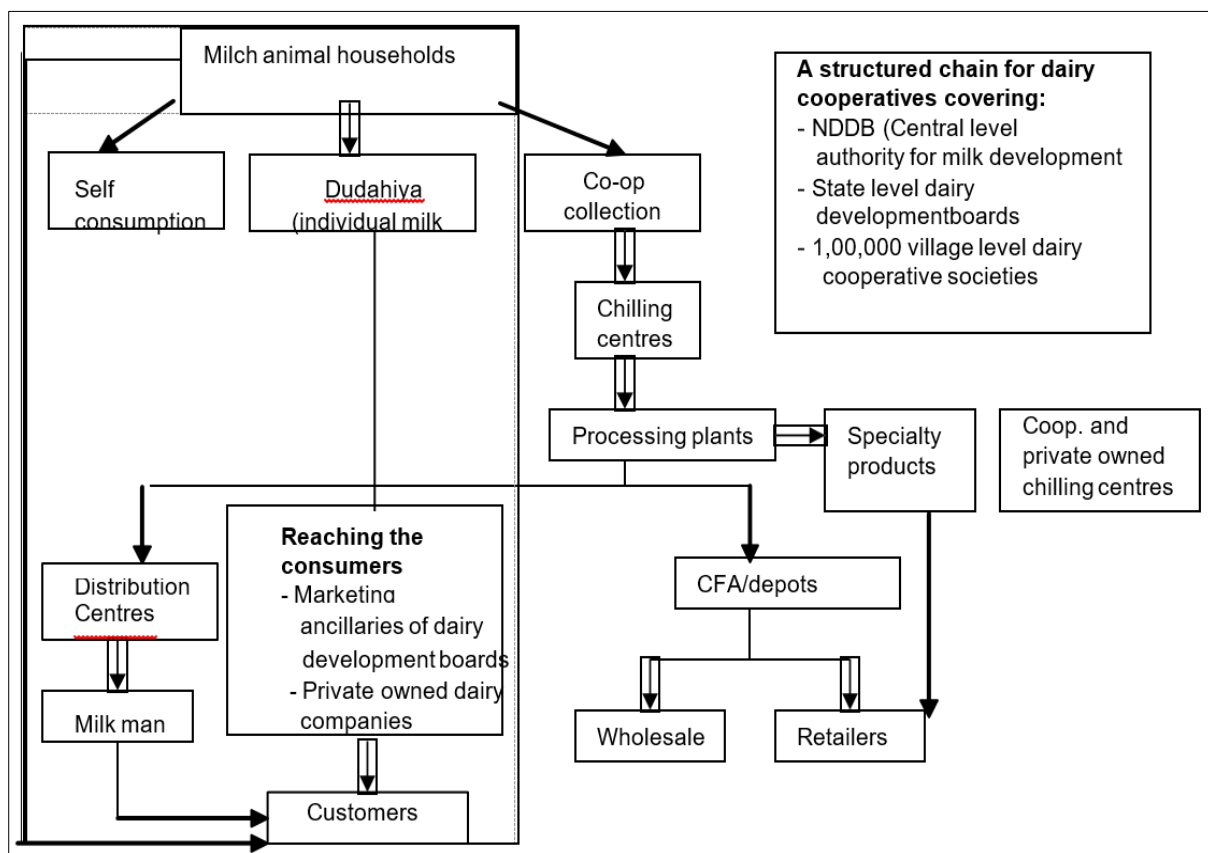 Milch animal households
A structured chain for dairy
cooperatives covering:
- NDDB (Central level
authority for milk development
- State level dairy
developmentboards
- 1,00,000 village level dairy
cooperative societies
Self
consumption
Dudahiya
(individual milk
Co-op
collection
Chilling
centres
Processing plants
Specialty
products
Coop. and
private owned
chilling centres
Reaching the
consumers
- Marketing
ancillaries of dairy
development boards
- Private owned dairy
companies
Distribution
Centres
CFA/depots
Milk man
Wholesale
Retailers
Customers